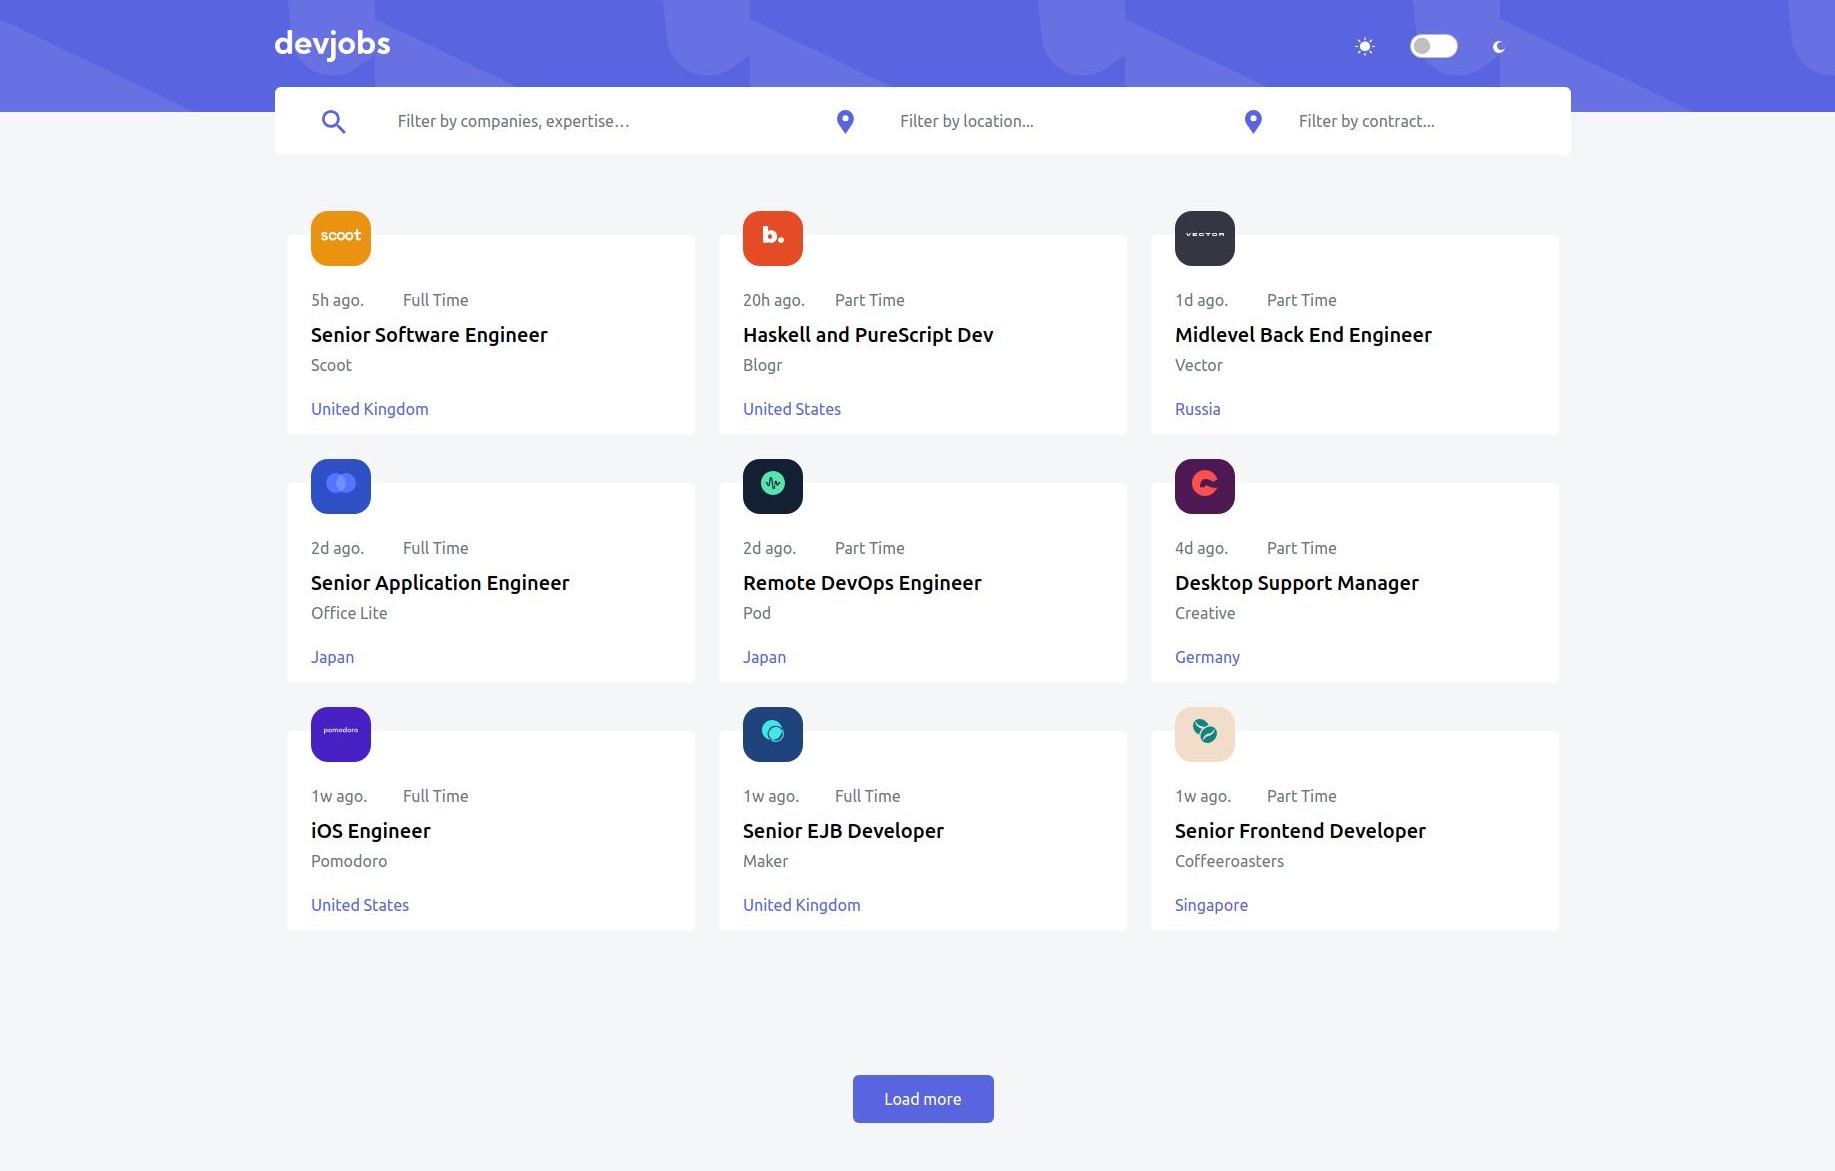 devjobs
Filter by companies, expertise… Filter by location... Filter by contract...
scoot
5h ago. Full Time
Senior Software Engineer
Scoot
United Kingdom
b.
20h ago. Part Time
Haskell and PureScript Dev
Blogr
United States
VECTOR
1d ago. Part Time
Midlevel Back End Engineer
Vector
Russia
2d ago. Full Time
Senior Application Engineer
Office Lite
Japan
2d ago. Part Time
Remote DevOps Engineer
Pod
Japan
4d ago. Part Time
Desktop Support Manager
Creative
Germany
pomodoro
1w ago. Full Time
iOS Engineer
Pomodoro
United States
1w ago. Full Time
Senior EJB Developer
Maker
United Kingdom
1w ago. Part Time
Senior Frontend Developer
Coffeeroasters
Singapore
Load more